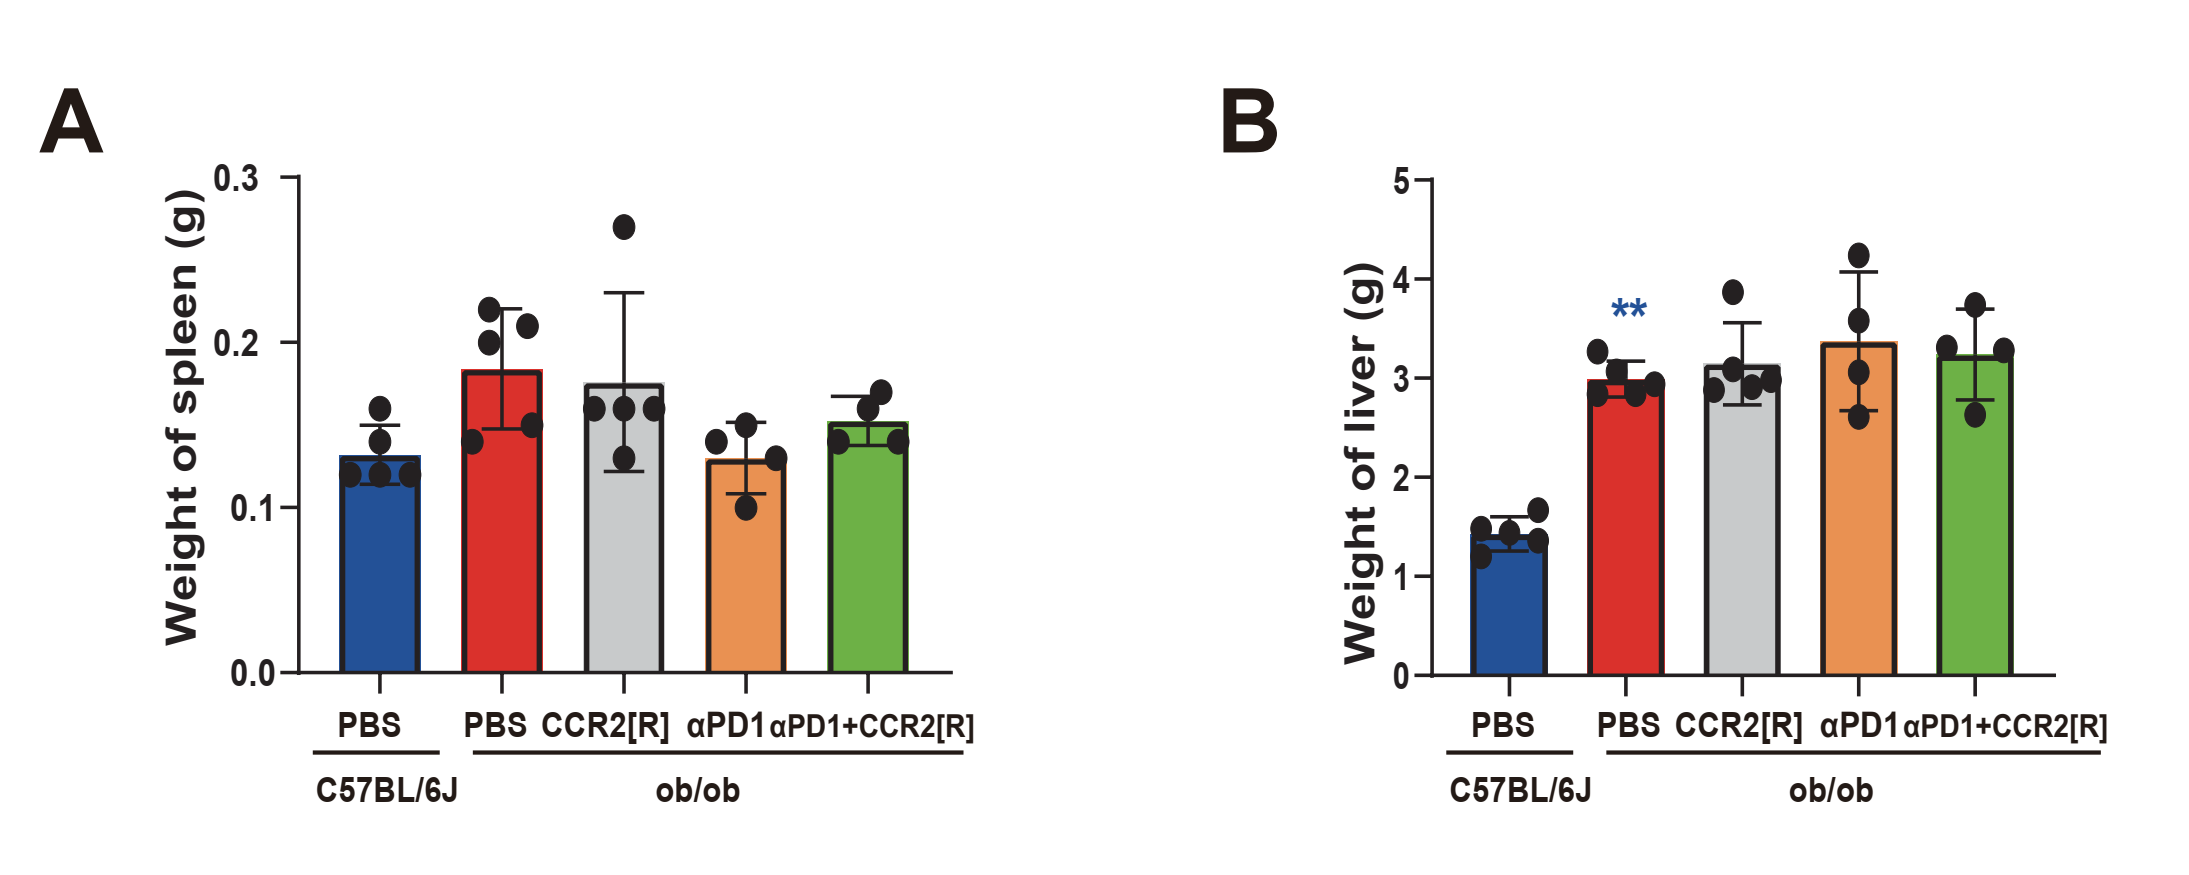 A
Weight of spleen (g)
0.3
0.2
0.1
0.0
PBS PBS CCR2[R] αPD1 αPD1+CCR2[R]
C57BL/6J ob/ob
B
Weight of liver (g)
5
4
3
2
1
0
**
PBS PBS CCR2[R] αPD1 αPD1+CCR2[R]
C57BL/6J ob/ob